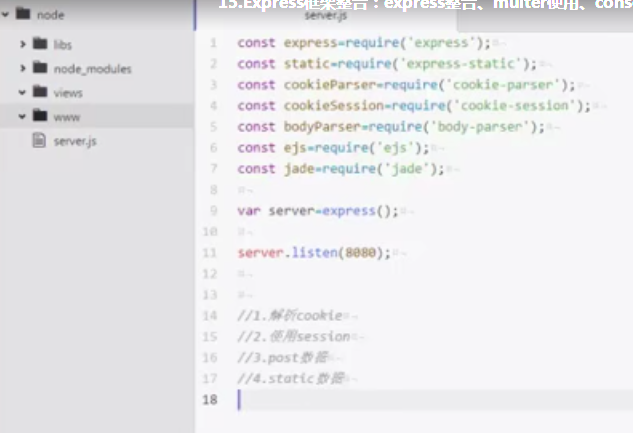 15.Express框架整合：express整合、multer使用、cons
server.js
node
libs
node_modules
views
www
server.js
1 const express=require('express');
2 const static=require('express-static');
3 const cookieParser=require('cookie-parser');
4 const cookieSession=require('cookie-session');
5 const bodyParser=require('body-parser');
6 const ejs=require('ejs');
7 const jade=require('jade');
8
9 var server=express();
10
11 server.listen(8080);
12
13
14 //1.解析cookie
15 //2.使用session
16 //3.post数据
17 //4.static数据
18